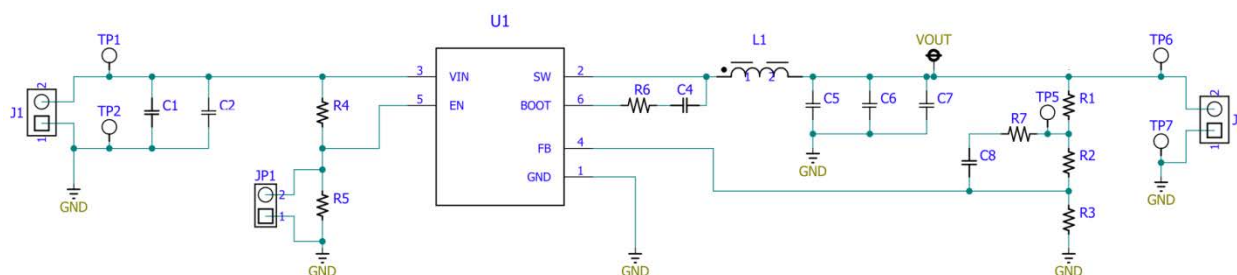 U1
TP1
L1
VOUT
TP6
J1
2
1
TP2
C1
C2
R4
3
VIN
SW
2
1
2
5
EN
BOOT
6
R6
C4
C5
C6
C7
R1
TP5
R7
2
J
1
TP7
FB
4
C8
R2
JP1
2
1
R5
GND
1
GND
GND
R3
GND
GND
GND
GND